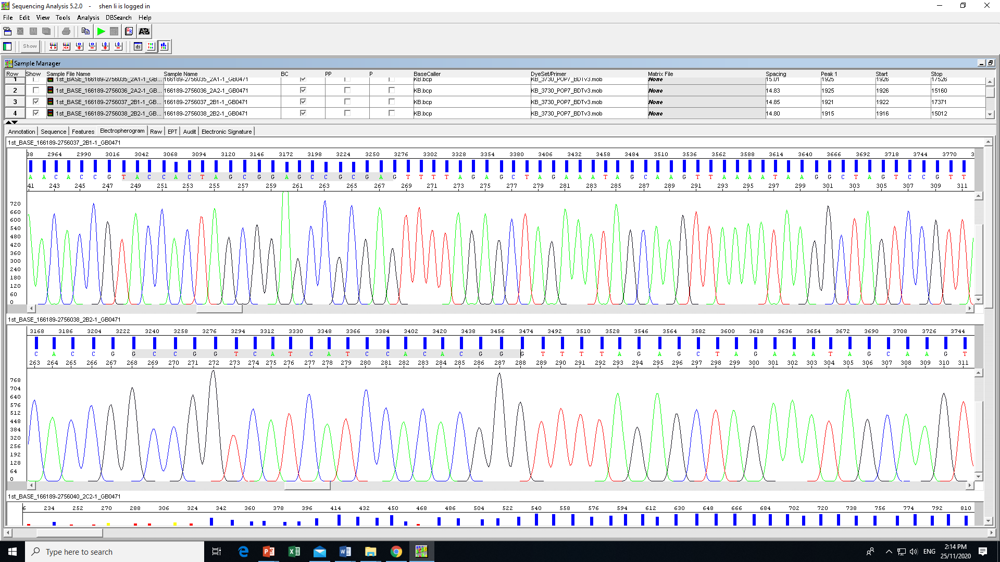 Sequencing Analysis 5.2.0 - shen li is logged in
File Edit View Tools Analysis DBSearch Help
Show ds
Sample Manager
Row Show Sample File Name Sample Name BC PP P BaseCaller DyeSet/Primer Matrix File Spacing Peak 1 Start Stop
1 1st_BASE_166189-2756035_2A1-1_GB... 166189-2756035_2A1-1_GB0471 KB.bcp KB_3730_POP7_BDTv3.mob None 15.01 1925 1926 17526
2 1st_BASE_166189-2756036_2A2-1_GB... 166189-2756036_2A2-1_GB0471 KB.bcp KB_3730_POP7_BDTv3.mob None 14.83 1925 1926 15160
3 1st_BASE_166189-2756037_2B1-1_GB... 166189-2756037_2B1-1_GB0471 KB.bcp KB_3730_POP7_BDTv3.mob None 14.85 1921 1922 17371
4 1st_BASE_166189-2756038_2B2-1_GB... 166189-2756038_2B2-1_GB0471 KB.bcp KB_3730_POP7_BDTv3.mob None 14.80 1915 1916 15012
Annotation Sequence Features Electropherogram Raw EPT Audit Electronic Signature
1st_BASE_166189-2756037_2B1-1_GB0471
38 2964 2990 3016 3042 3068 3094 3120 3146 3172 3198 3224 3250 3276 3302 3328 3354 3380 3406 3432 3458 3484 3510 3536 3562 3588 3614 3640 3666 3692 3718 3744 3770 3
A A C A C C G T A C C A C T A G C G G A G C C G C G A G T T T T A G A G C T A G A A A T A G C A A G T T A A A A T A A G G C T A G T C C G T T
41 243 245 247 249 251 253 255 257 259 261 263 265 267 269 271 273 275 277 279 281 283 285 287 289 291 293 295 297 299 301 303 305 307 309 311
720
660
600
540
480
420
360
300
240
180
120
60
0
1st_BASE_166189-2756038_2B2-1_GB0471
3168 3186 3204 3222 3240 3258 3276 3294 3312 3330 3348 3366 3384 3402 3420 3438 3456 3474 3492 3510 3528 3546 3564 3582 3600 3618 3636 3654 3672 3690 3708 3726 3744
C A C C G G C C G G T C A T C A T C C A C A C G G G T T T T A G A G C T A G A A A T A G C A A G T
263 264 265 266 267 268 269 270 271 272 273 274 275 276 277 278 279 280 281 282 283 284 285 286 287 288 289 290 291 292 293 294 295 296 297 298 299 300 301 302 303 304 305 306 307 308 309 310 311
768
704
640
576
512
448
384
320
256
192
128
64
0
1st_BASE_166189-2756040_2C2-1_GB0471
6 234 252 270 288 306 324 342 360 378 396 414 432 450 468 486 504 522 540 558 576 594 612 630 648 666 684 702 720 738 756 774 792 810
Type here to search
ENG
2:14 PM
25/11/2020